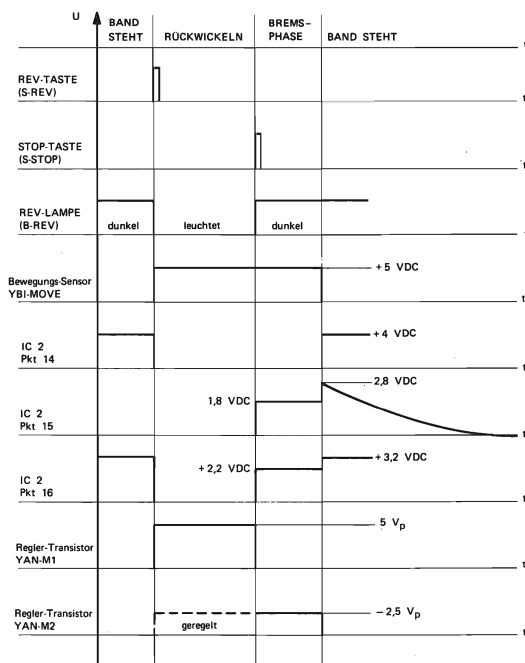 U
BAND
STEHT
RÜCKWICKELN
BREMS-
PHASE
BAND STEHT
t
REV-TASTE
(S-REV)
t
STOP-TASTE
(S-STOP)
t
REV-LAMPE
(B-REV)
dunkel
leuchtet
dunkel
Bewegungs-Sensor
YBI-MOVE
+5 VDC
t
IC 2
Pkt 14
+4 VDC
t
IC 2
Pkt 15
1,8 VDC
2,8 VDC
t
IC 2
Pkt 16
+2,2 VDC
+3,2 VDC
t
Regler-Transistor
YAN-M1
5 Vp
t
Regler-Transistor
YAN-M2
geregelt
−2,5 Vp
t